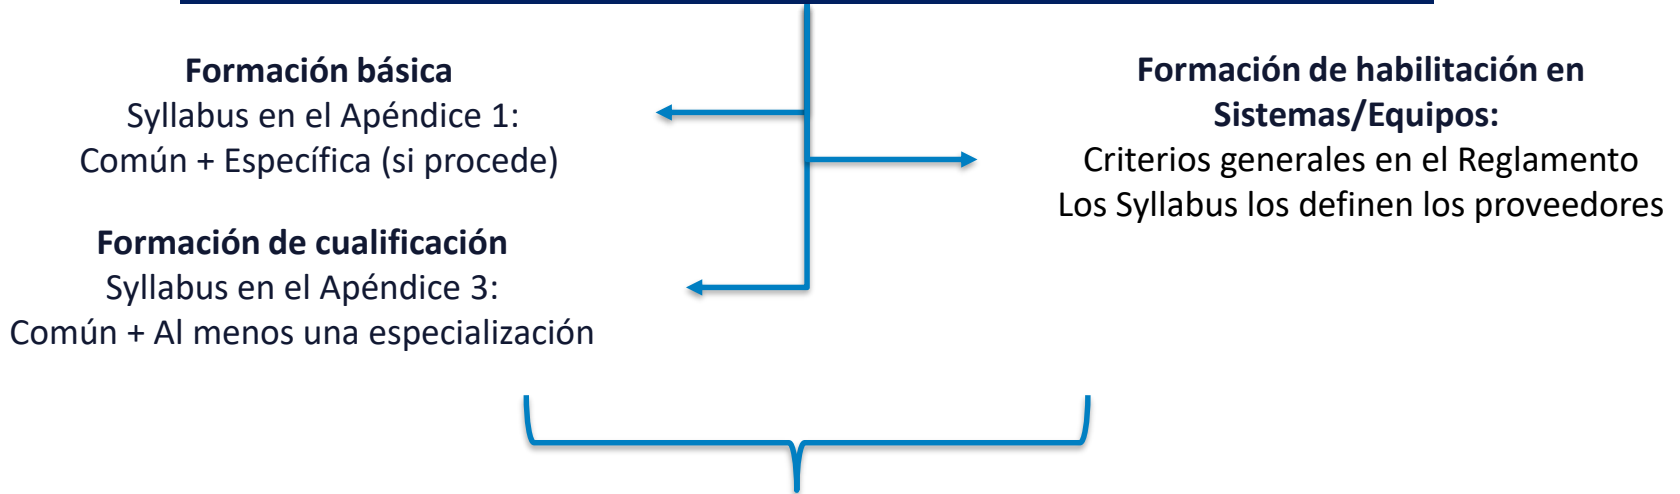 Formación básica
Syllabus en el Apéndice 1:
Común + Específica (si procede)
Formación de cualificación
Syllabus en el Apéndice 3:
Común + Al menos una especialización
Formación de habilitación en
Sistemas/Equipos:
Criterios generales en el Reglamento
Los Syllabus los definen los proveedores